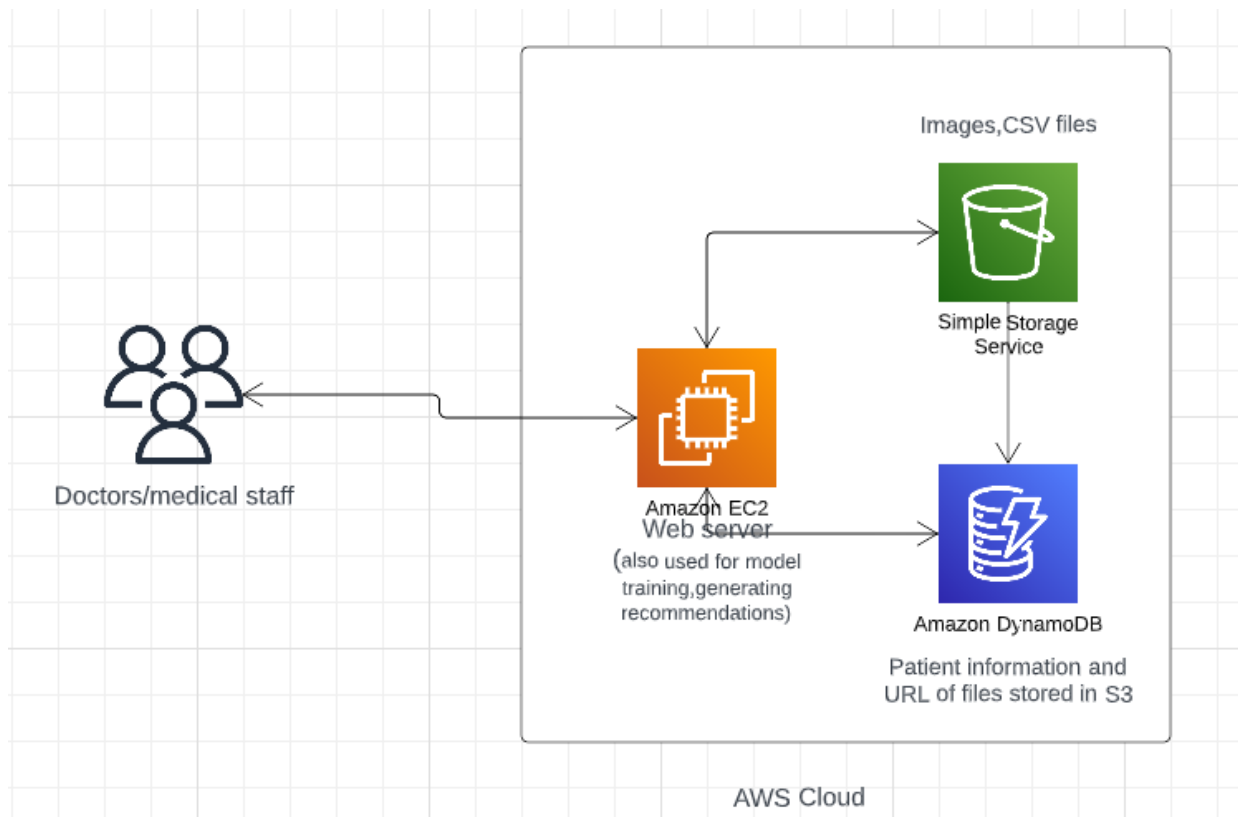 Images,CSV files
Simple Storage
Service
Doctors/medical staff
Amazon EC2
Web server
(also used for model
training,generating
recommendations)
Amazon DynamoDB
Patient information and
URL of files stored in S3
AWS Cloud